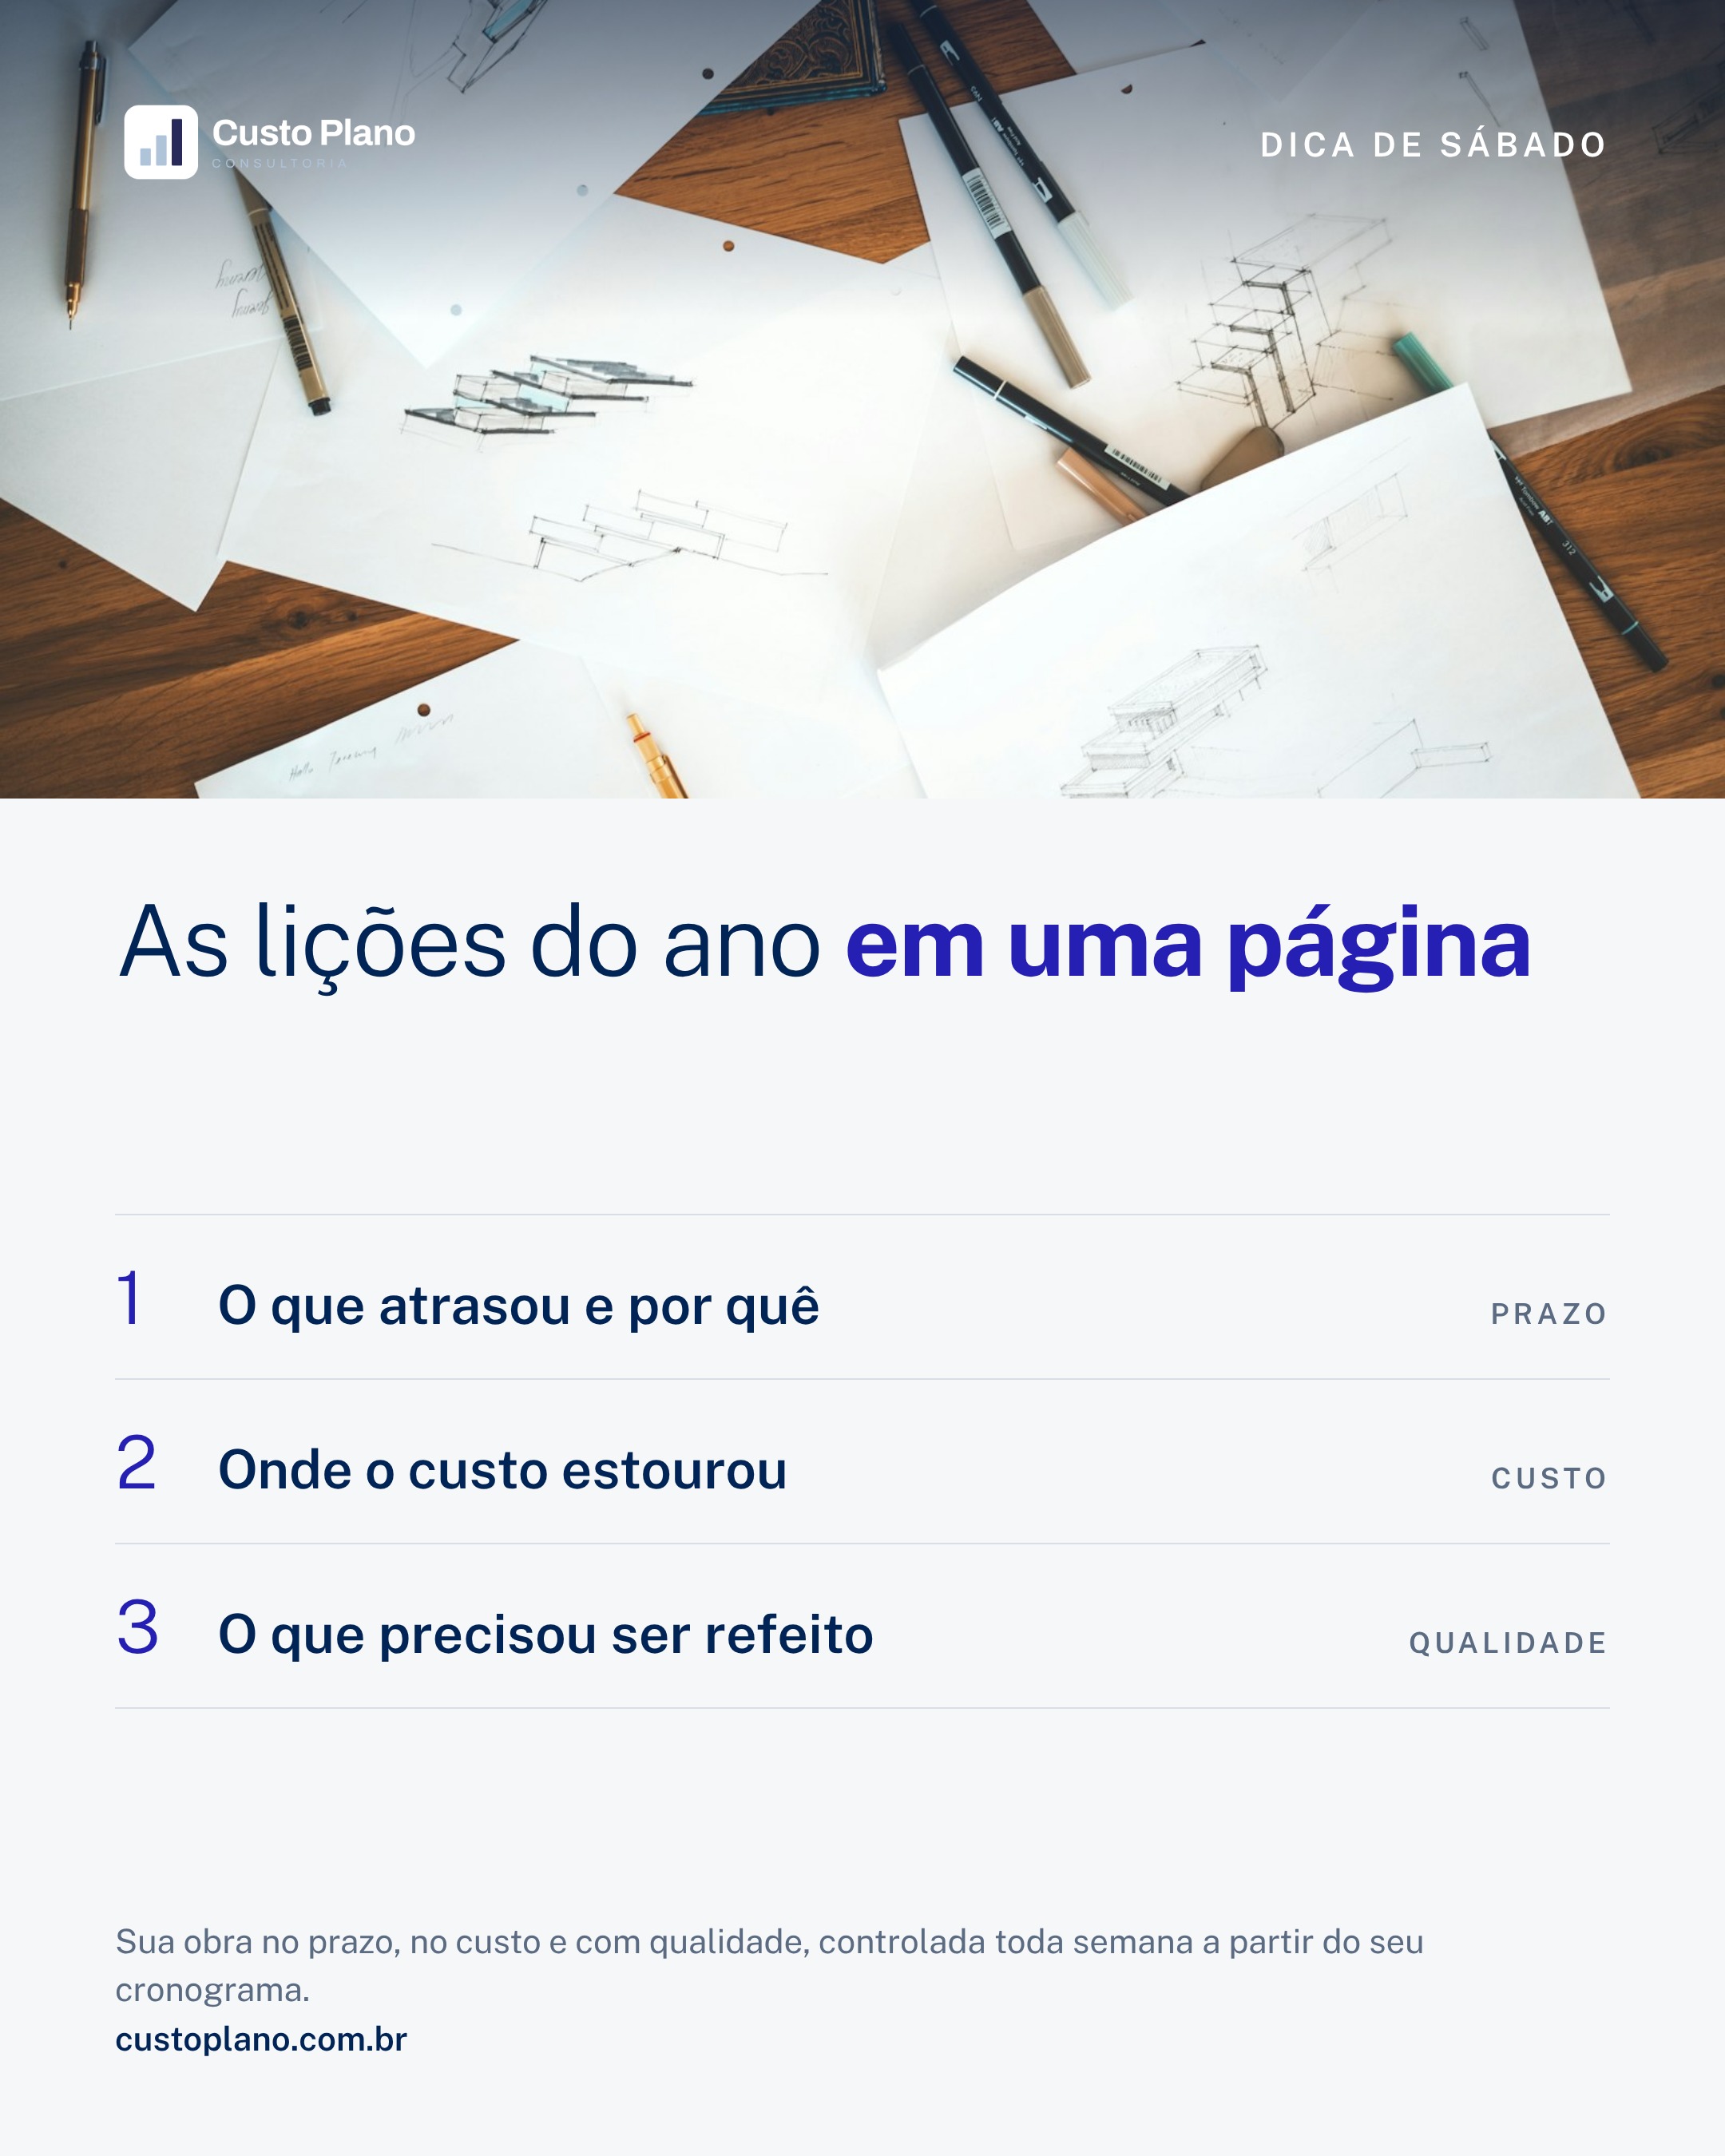 Custo Plano
CONSULTORIA
DICA DE SÁBADO
Hello Jeremy
As lições do ano em uma página
1 O que atrasou e por quê PRAZO
2 Onde o custo estourou CUSTO
3 O que precisou ser refeito QUALIDADE
Sua obra no prazo, no custo e com qualidade, controlada toda semana a partir do seu
cronograma.
custoplano.com.br